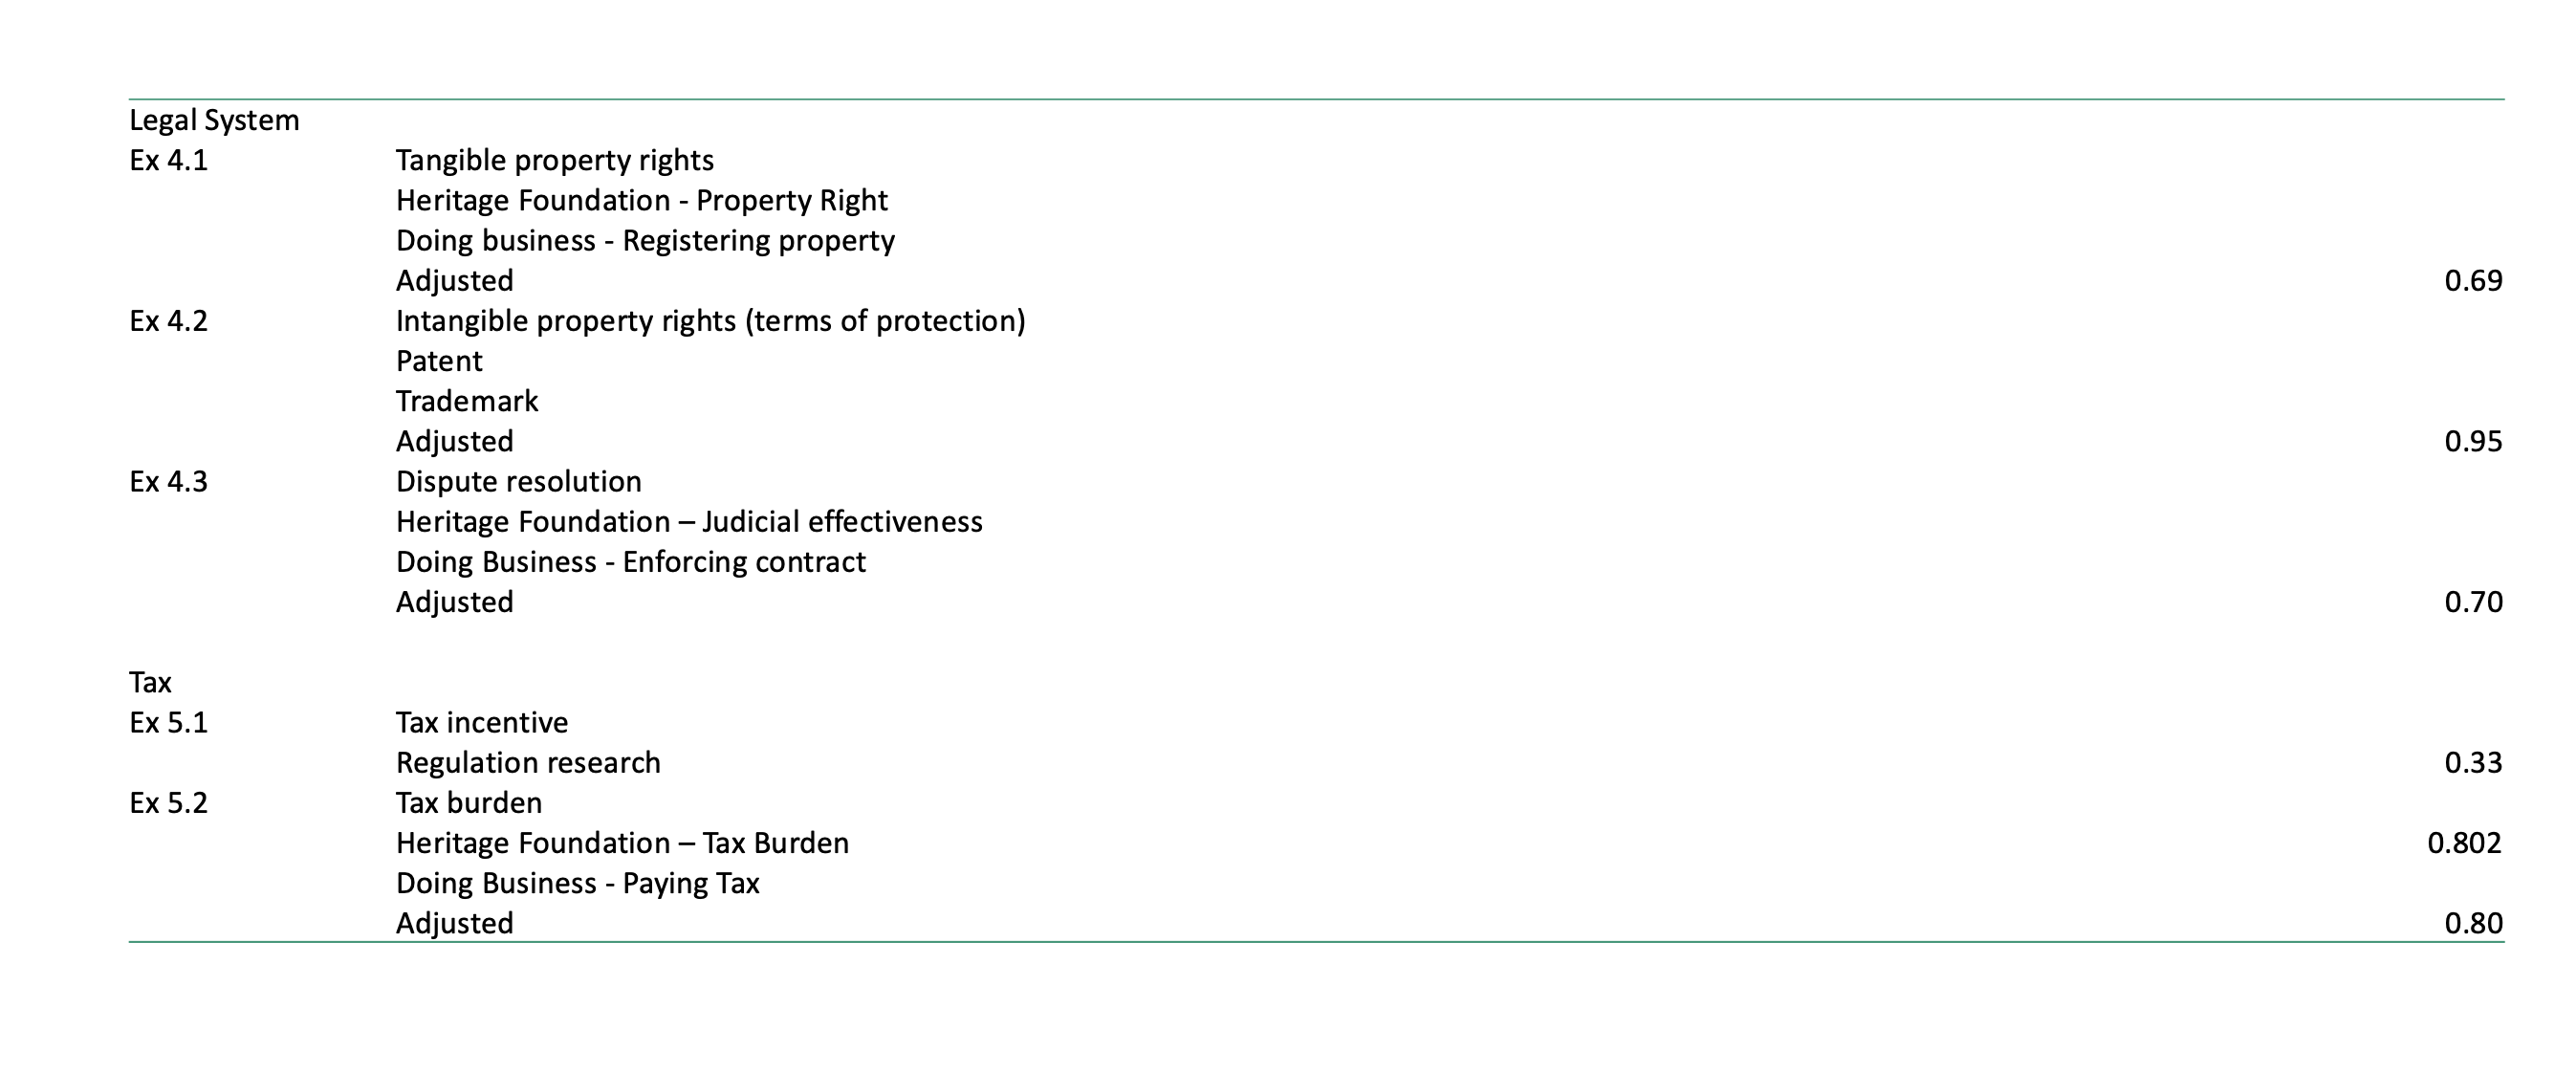 Legal System
Ex 4.1 Tangible property rights
Heritage Foundation - Property Right
Doing business - Registering property
Adjusted 0.69
Ex 4.2 Intangible property rights (terms of protection)
Patent
Trademark
Adjusted 0.95
Ex 4.3 Dispute resolution
Heritage Foundation – Judicial effectiveness
Doing Business - Enforcing contract
Adjusted 0.70
Tax
Ex 5.1 Tax incentive
Regulation research 0.33
Ex 5.2 Tax burden
Heritage Foundation – Tax Burden 0.802
Doing Business - Paying Tax
Adjusted 0.80